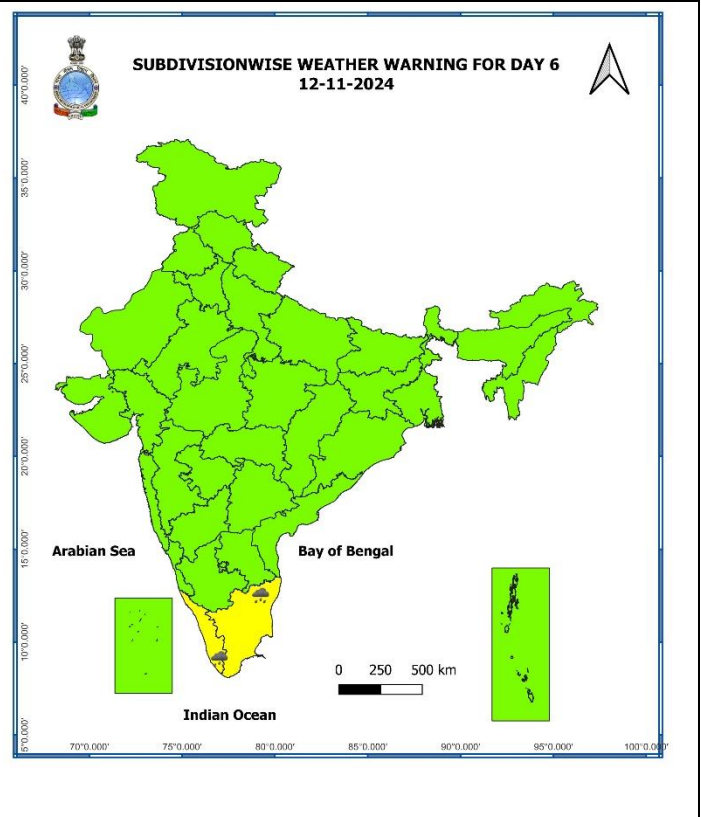 SUBDIVISIONWISE WEATHER WARNING FOR DAY 6
12-11-2024
40°0.000'
35°0.000'
30°0.000'
25°0.000'
20°0.000'
15°0.000'
10°0.000'
5°0.000'
Arabian Sea
Bay of Bengal
0 250 500 km
Indian Ocean
70°0.000' 75°0.000' 80°0.000' 85°0.000' 90°0.000' 95°0.000' 100°0.000'